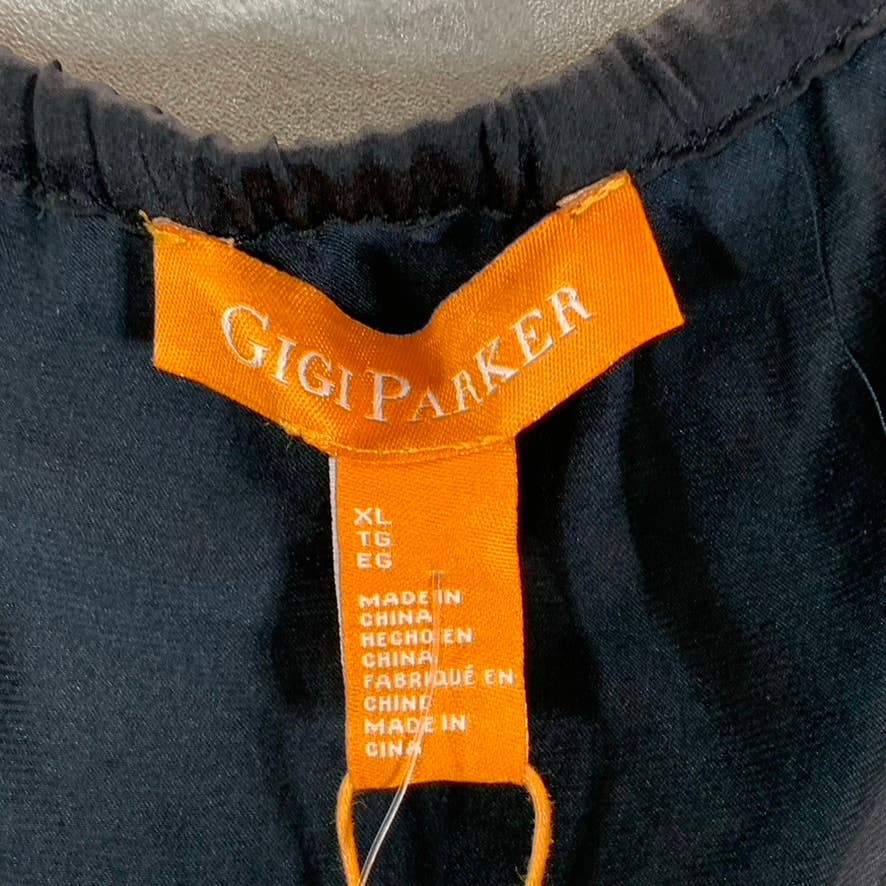 GIGI PARKER
XL
TG
EG
MADE IN
CHINA
HECHO EN
CHINA
FABRIQUÉ EN
CHINE
MADE IN
CINA